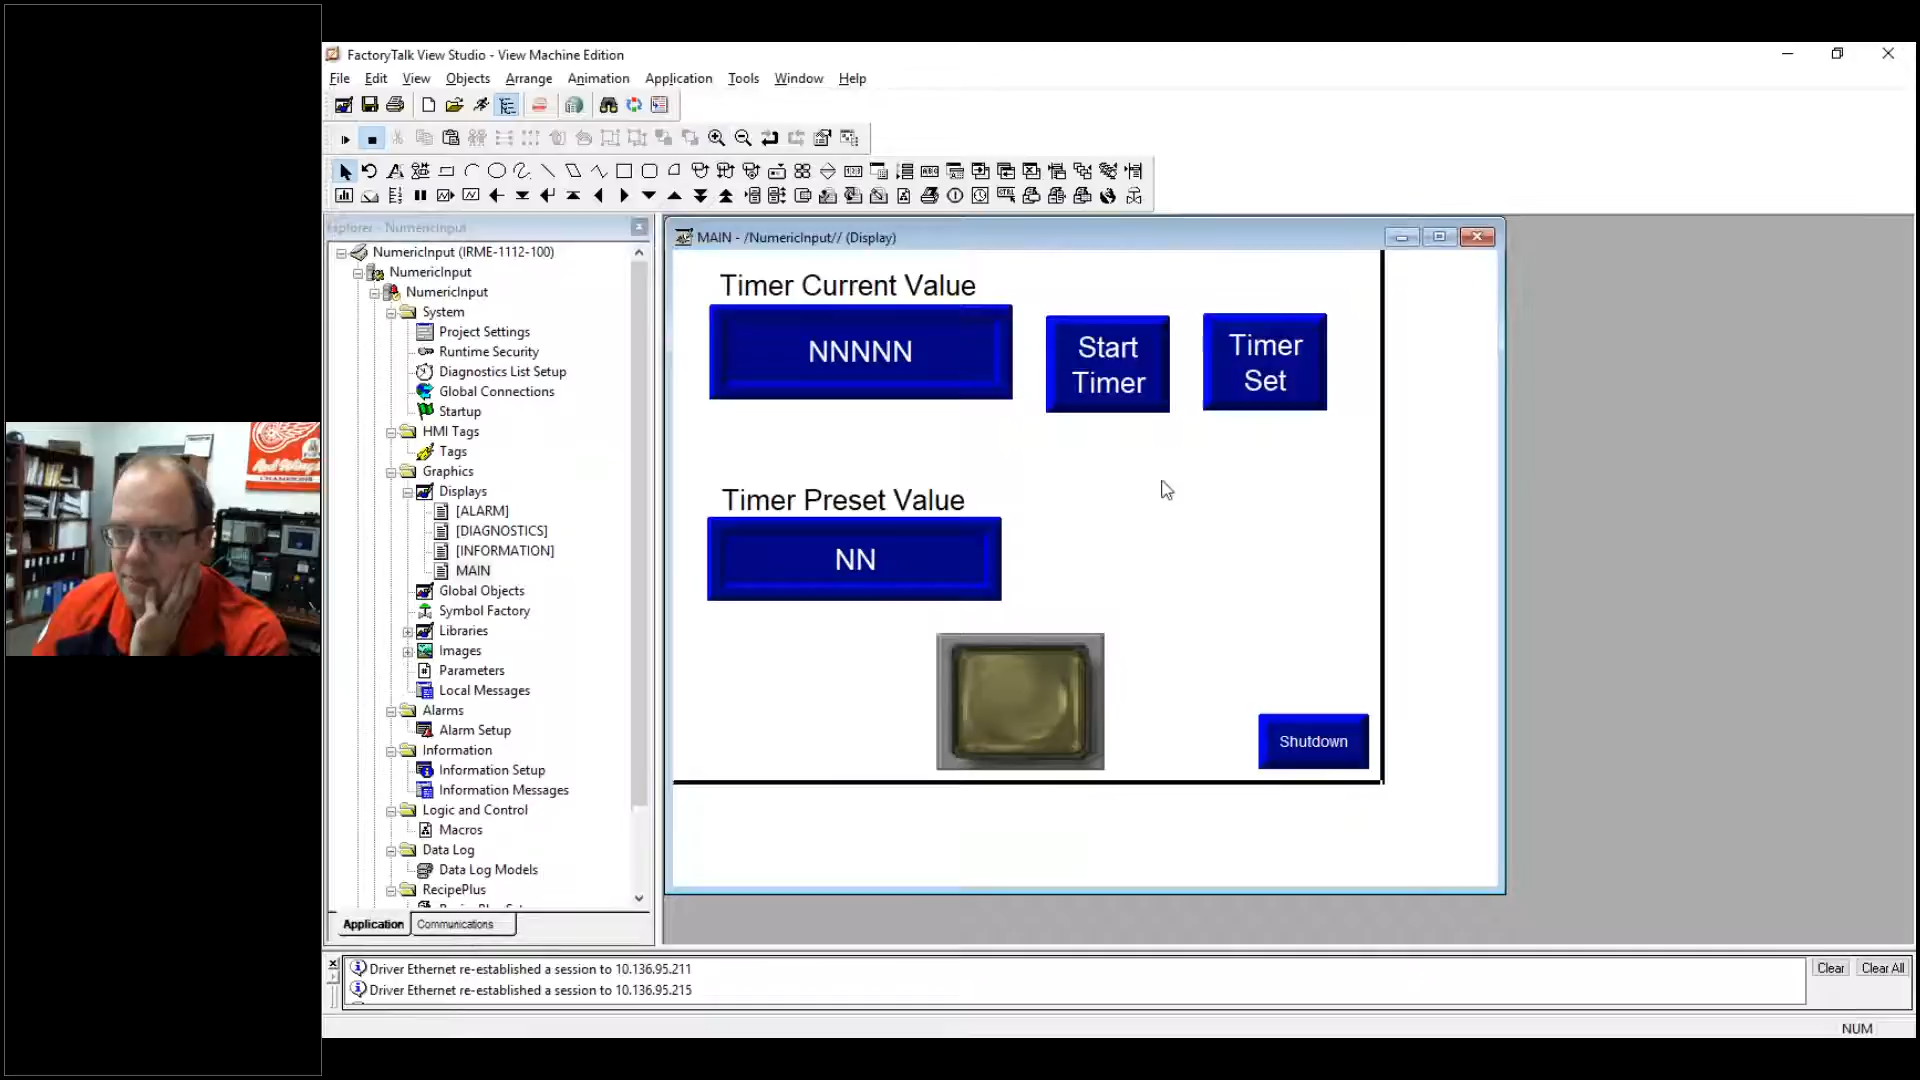 FactoryTalk View Studio - View Machine Edition
File Edit View Objects Arrange Animation Application Tools Window Help
Explorer - NumericInput
NumericInput (IRME-1112-100)
NumericInput
NumericInput
System
Project Settings
Runtime Security
Diagnostics List Setup
Global Connections
Startup
HMI Tags
Tags
Graphics
Displays
[ALARM]
[DIAGNOSTICS]
[INFORMATION]
MAIN
Global Objects
Symbol Factory
Libraries
Images
Parameters
Local Messages
Alarms
Alarm Setup
Information
Information Setup
Information Messages
Logic and Control
Macros
Data Log
Data Log Models
RecipePlus
Application Communications
MAIN - /NumericInput// (Display)
Timer Current Value
NNNNN
Start
Timer
Timer
Set
Timer Preset Value
NN
Shutdown
Driver Ethernet re-established a session to 10.136.95.211
Driver Ethernet re-established a session to 10.136.95.215
Clear Clear All
NUM
Red Wings
CHAMPIONS